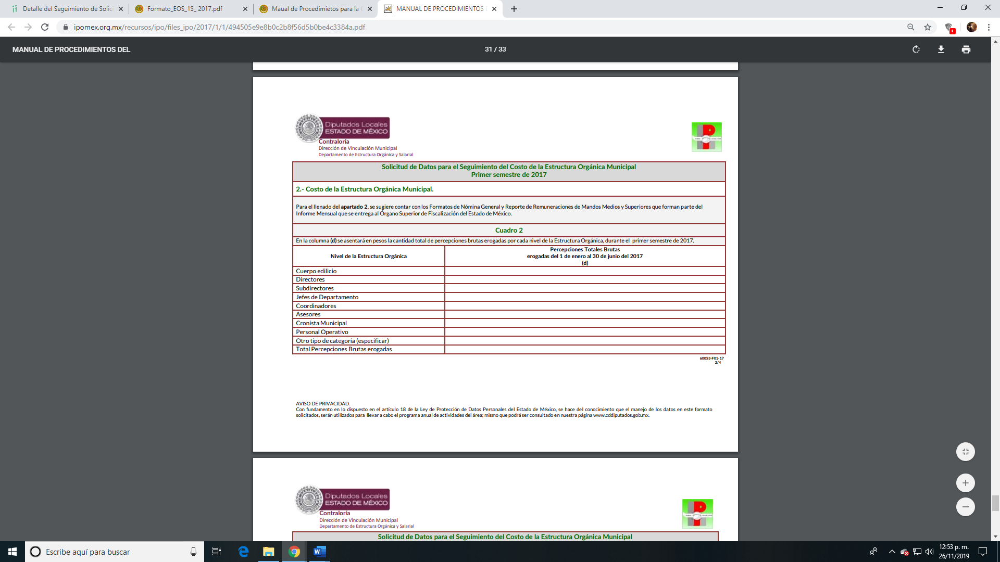 Detalle del Seguimiento de Solici
Formato_EOS_1S_ 2017.pdf
Maual de Procedimietos para la
MANUAL DE PROCEDIMIENTOS
ipomex.org.mx/recursos/ipo/files_ipo/2017/1/1/494505e9e8b0c2b8f56d5b0be4c3384a.pdf
MANUAL DE PROCEDIMIENTOS DEL
31 / 33
Diputados Locales
ESTADO DE MÉXICO
Contraloría
Dirección de Vinculación Municipal
Departamento de Estructura Orgánica y Salarial
Solicitud de Datos para el Seguimiento del Costo de la Estructura Orgánica Municipal
Primer semestre de 2017
2.- Costo de la Estructura Orgánica Municipal.
Para el llenado del apartado 2, se sugiere contar con los Formatos de Nómina General y Reporte de Remuneraciones de Mandos Medios y Superiores que forman parte del
Informe Mensual que se entrega al Órgano Superior de Fiscalización del Estado de México.
Cuadro 2
En la columna (d) se asentará en pesos la cantidad total de percepciones brutas erogadas por cada nivel de la Estructura Orgánica, durante el primer semestre de 2017.
Nivel de la Estructura Orgánica
Percepciones Totales Brutas
erogadas del 1 de enero al 30 de junio del 2017
(d)
Cuerpo edilicio
Directores
Subdirectores
Jefes de Departamento
Coordinadores
Asesores
Cronista Municipal
Personal Operativo
Otro tipo de categoría (especificar)
Total Percepciones Brutas erogadas
60053-F01-17
2/4
AVISO DE PRIVACIDAD.
Con fundamento en lo dispuesto en el artículo 18 de la Ley de Protección de Datos Personales del Estado de México, se hace del conocimiento que el manejo de los datos en este formato
solicitados, serán utilizados para llevar a cabo el programa anual de actividades del área; mismo que podrá ser consultado en nuestra página www.cddiputados.gob.mx.
Diputados Locales
ESTADO DE MÉXICO
Contraloría
Dirección de Vinculación Municipal
Departamento de Estructura Orgánica y Salarial
Solicitud de Datos para el Seguimiento del Costo de la Estructura Orgánica Municipal
Escribe aquí para buscar
12:53 p. m.
26/11/2019